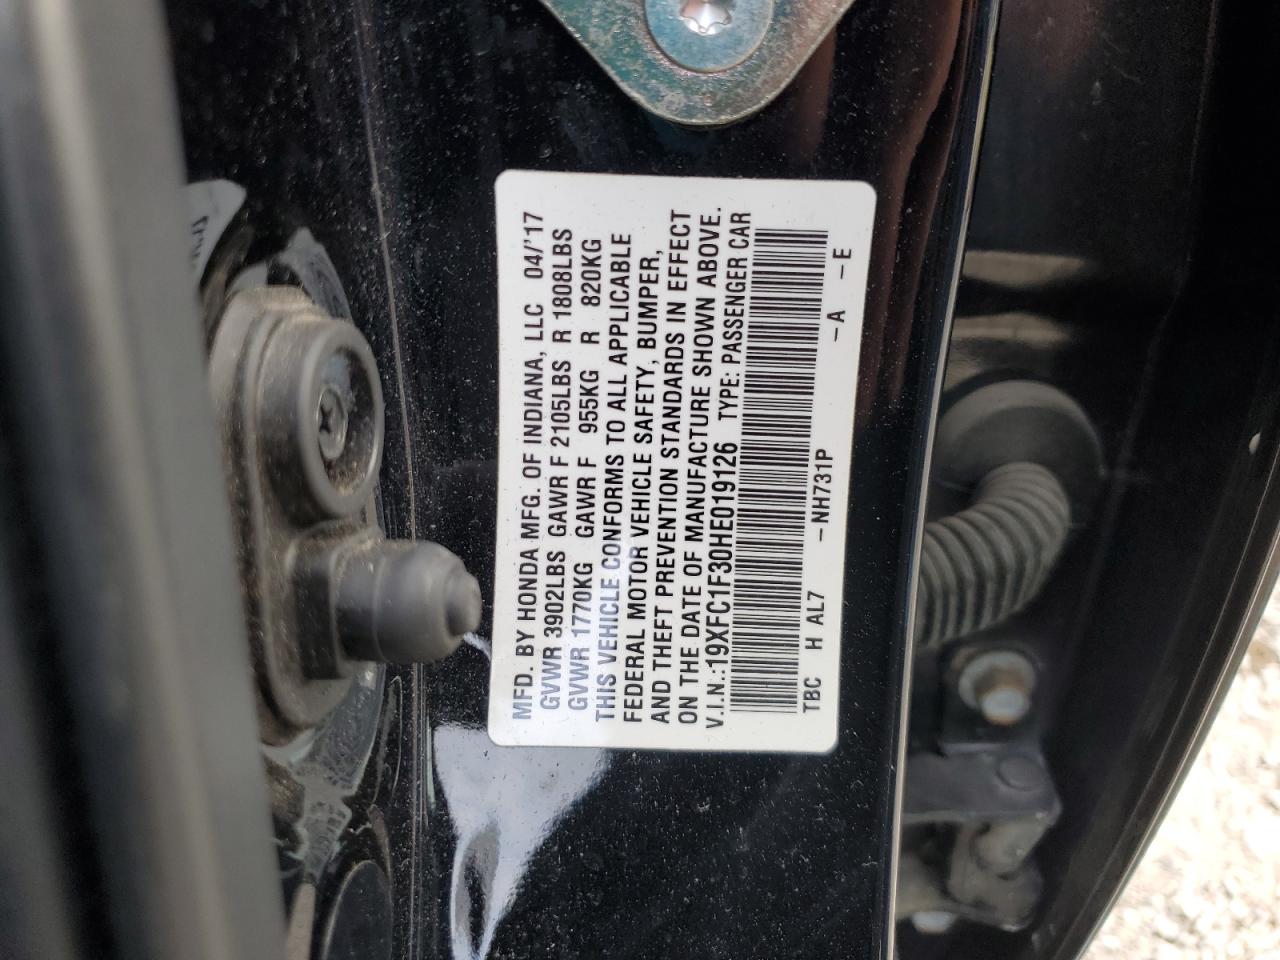 MFD. BY HONDA MFG. OF INDIANA, LLC 04/'17
GVWR 3902LBS GAWR F 2105LBS R 1808LBS
GVWR 1770KG GAWR F 955KG R 820KG
THIS VEHICLE CONFORMS TO ALL APPLICABLE
FEDERAL MOTOR VEHICLE SAFETY, BUMPER,
AND THEFT PREVENTION STANDARDS IN EFFECT
ON THE DATE OF MANUFACTURE SHOWN ABOVE.
V.I.N.:19XFC1F30HE019126 TYPE: PASSENGER CAR
TBC H AL7 -NH731P -A -E